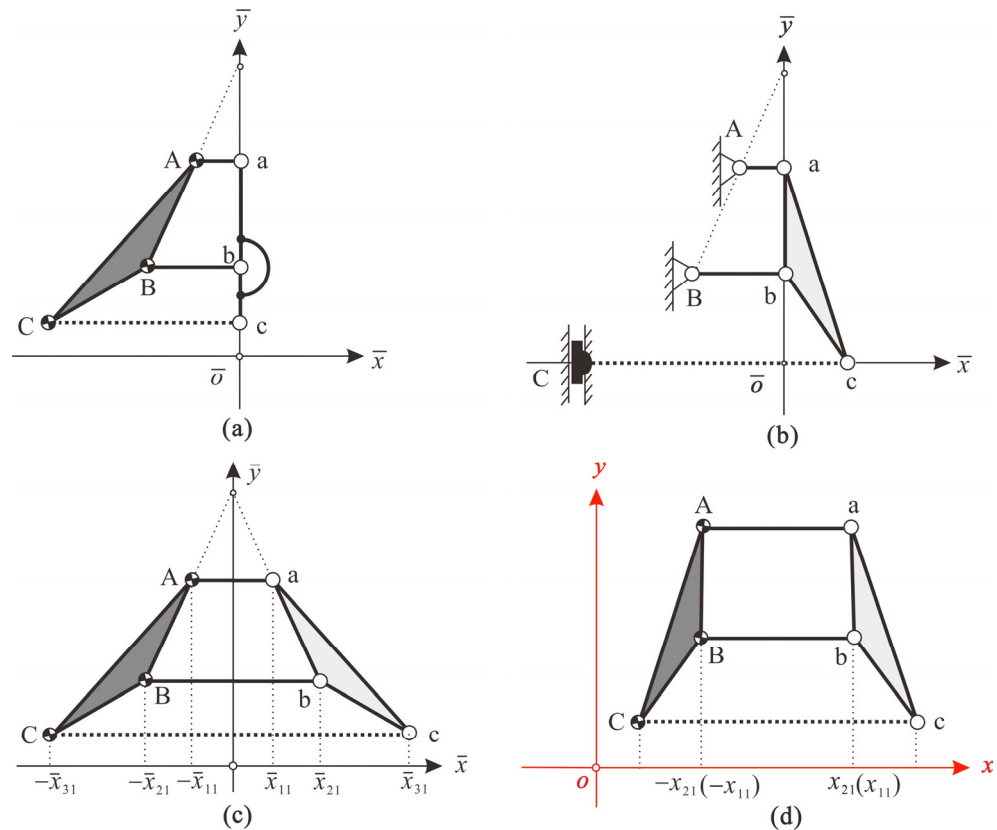 y̅
A
a
b
B
C
c
o̅
x̅
(a)
y̅
A
a
B
b
C
o̅
c
x̅
(b)
y̅
A
a
B
b
C
c
x̅
−x̅₃₁ −x̅₂₁ −x̅₁₁ x̅₁₁ x̅₂₁ x̅₃₁
(c)
y
A
a
B
b
C
c
o
x
−x₂₁(−x₁₁) x₂₁(x₁₁)
(d)